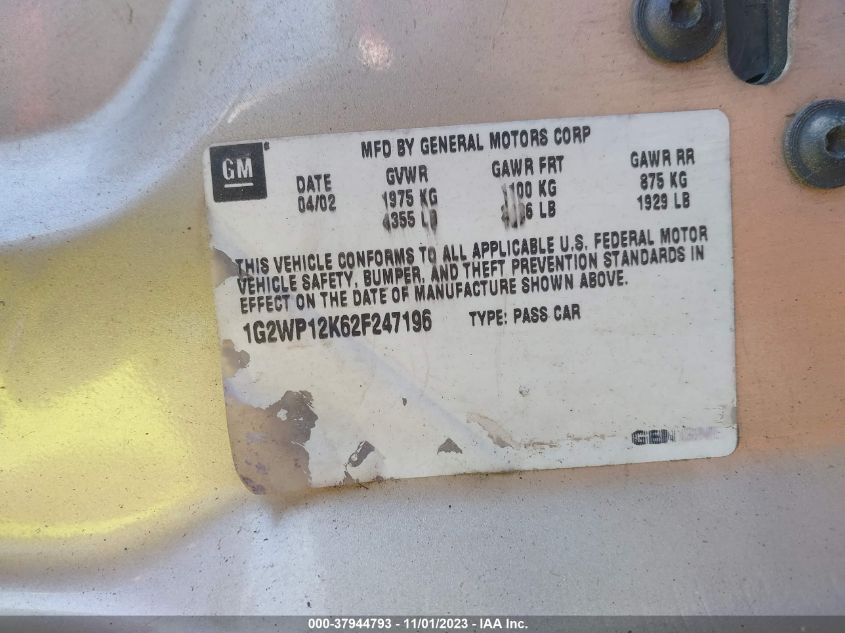 GM
MFD BY GENERAL MOTORS CORP
DATE GVWR GAWR FRT GAWR RR
04/02 1975 KG 1100 KG 875 KG
4355 LB LB 1929 LB
THIS VEHICLE CONFORMS TO ALL APPLICABLE U.S. FEDERAL MOTOR
VEHICLE SAFETY, BUMPER, AND THEFT PREVENTION STANDARDS IN
EFFECT ON THE DATE OF MANUFACTURE SHOWN ABOVE.
1G2WP12K62F247196 TYPE: PASS CAR
000-37944793 - 11/01/2023 - IAA Inc.